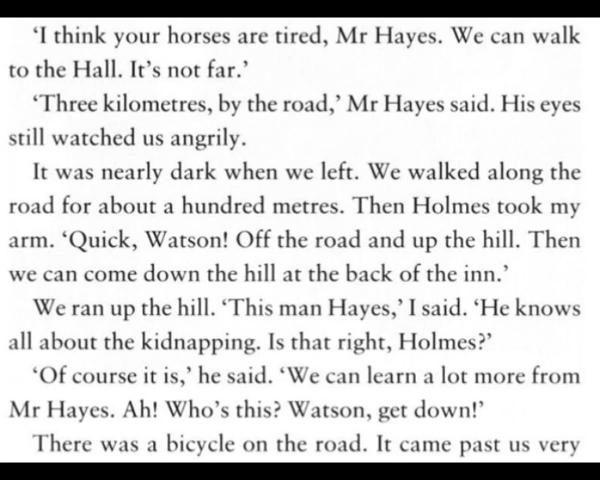 ‘I think your horses are tired, Mr Hayes. We can walk
to the Hall. It’s not far.’
‘Three kilometres, by the road,’ Mr Hayes said. His eyes
still watched us angrily.
It was nearly dark when we left. We walked along the
road for about a hundred metres. Then Holmes took my
arm. ‘Quick, Watson! Off the road and up the hill. Then
we can come down the hill at the back of the inn.’
We ran up the hill. ‘This man Hayes,’ I said. ‘He knows
all about the kidnapping. Is that right, Holmes?’
‘Of course it is,’ he said. ‘We can learn a lot more from
Mr Hayes. Ah! Who’s this? Watson, get down!’
There was a bicycle on the road. It came past us very